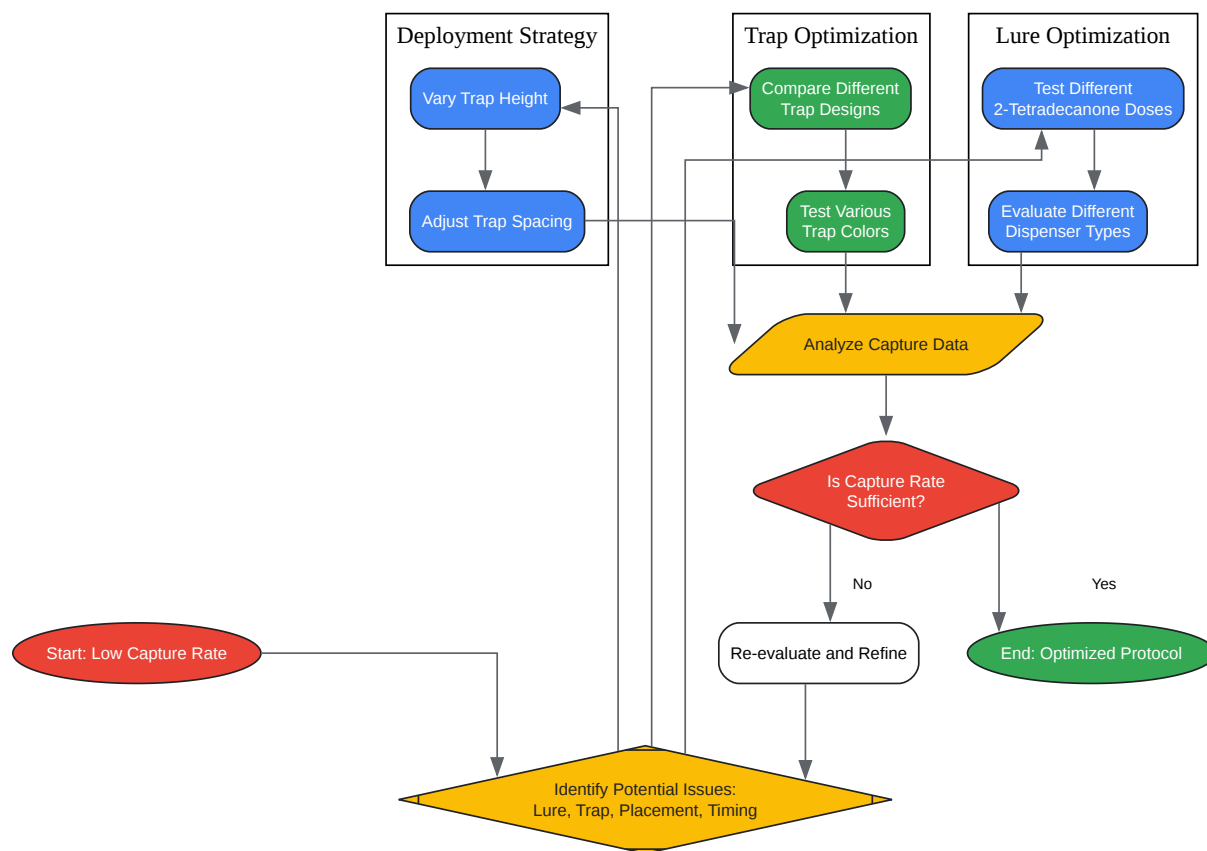 Deployment Strategy
Vary Trap Height
Adjust Trap Spacing
Trap Optimization
Compare Different
Trap Designs
Test Various
Trap Colors
Lure Optimization
Test Different
2-Tetradecanone Doses
Evaluate Different
Dispenser Types
Analyze Capture Data
Is Capture Rate
Sufficient?
No
Yes
Start: Low Capture Rate
Re-evaluate and Refine
End: Optimized Protocol
Identify Potential Issues:
Lure, Trap, Placement, Timing